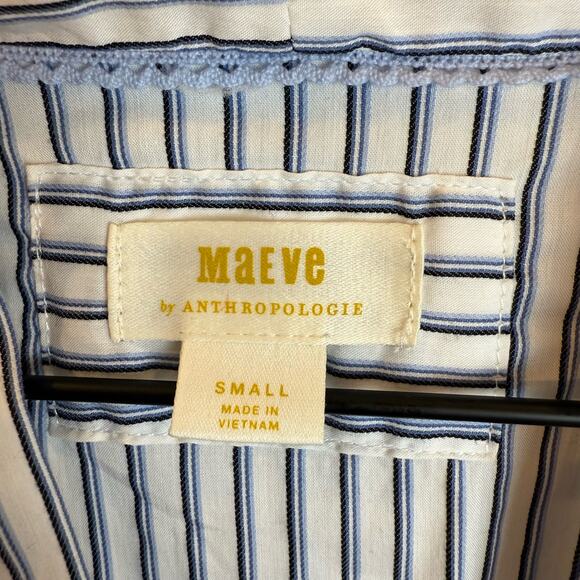 MaEVe
by ANTHROPOLOGIE
SMALL
MADE IN
VIETNAM